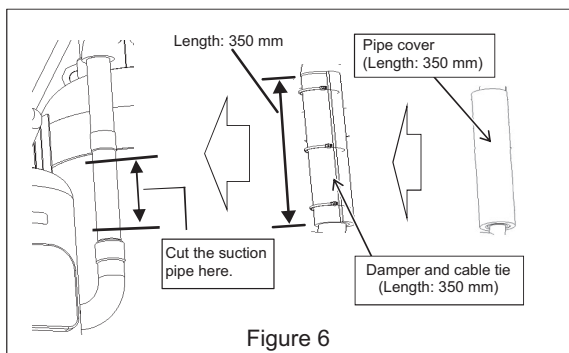 Length: 350 mm
Pipe cover
(Length: 350 mm)
Cut the suction
pipe here.
Damper and cable tie
(Length: 350 mm)
Figure 6